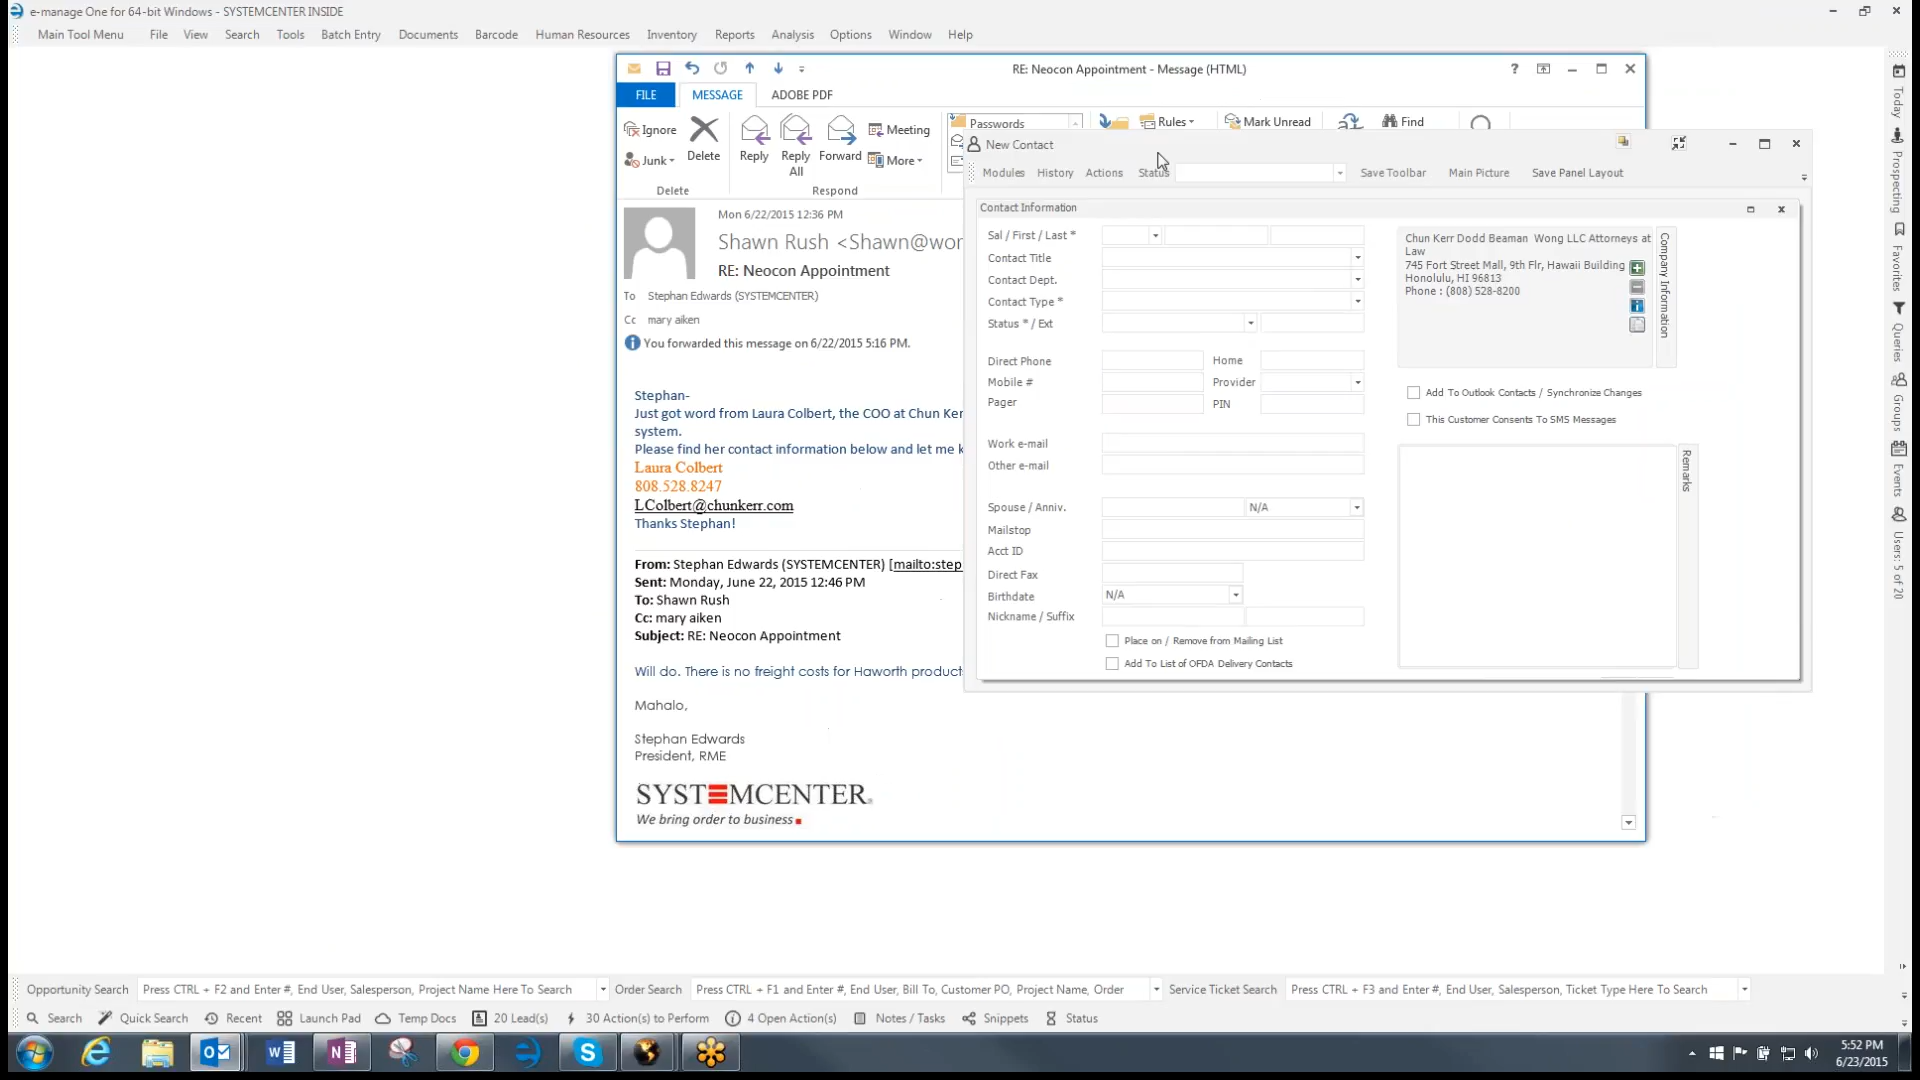 e-manage One for 64-bit Windows - SYSTEMCENTER INSIDE
Main Tool Menu File View Search Tools Batch Entry Documents Barcode Human Resources Inventory Reports Analysis Options Window Help
RE: Neocon Appointment - Message (HTML)
FILE MESSAGE ADOBE PDF
Ignore
Junk
Delete
Reply
Reply All
Forward
Meeting
More
Passwords
Rules
Mark Unread
Find
Delete
Respond
Mon 6/22/2015 12:36 PM
Shawn Rush <Shawn@wor
RE: Neocon Appointment
To Stephan Edwards (SYSTEMCENTER)
Cc mary aiken
You forwarded this message on 6/22/2015 5:16 PM.
Stephan-
Just got word from Laura Colbert, the COO at Chun Ker
system.
Please find her contact information below and let me k
Laura Colbert
808.528.8247
LColbert@chunkerr.com
Thanks Stephan!
From: Stephan Edwards (SYSTEMCENTER) [mailto:step
Sent: Monday, June 22, 2015 12:46 PM
To: Shawn Rush
Cc: mary aiken
Subject: RE: Neocon Appointment
Will do. There is no freight costs for Haworth product
Mahalo,
Stephan Edwards
President, RME
SYSTEMCENTER
We bring order to business
New Contact
Modules History Actions Status Save Toolbar Main Picture Save Panel Layout
Contact Information
Sal / First / Last *
Contact Title
Contact Dept.
Contact Type *
Status * / Ext
Direct Phone Home
Mobile # Provider
Pager PIN
Work e-mail
Other e-mail
Spouse / Anniv. N/A
Mailstop
Acct ID
Direct Fax
Birthdate N/A
Nickname / Suffix
Place on / Remove from Mailing List
Add To List of OFDA Delivery Contacts
Chun Kerr Dodd Beaman Wong LLC Attorneys at
Law
745 Fort Street Mall, 9th Flr, Hawaii Building
Honolulu, HI 96813
Phone : (808) 528-8200
Company Information
Add To Outlook Contacts / Synchronize Changes
This Customer Consents To SMS Messages
Remarks
Today
Prospecting
Favorites
Queries
Groups
Events
Users: 5 of 20
Opportunity Search Press CTRL + F2 and Enter #, End User, Salesperson, Project Name Here To Search Order Search Press CTRL + F1 and Enter #, End User, Bill To, Customer PO, Project Name, Order Service Ticket Search Press CTRL + F3 and Enter #, End User, Salesperson, Ticket Type Here To Search
Search Quick Search Recent Launch Pad Temp Docs 20 Lead(s) 30 Action(s) to Perform 4 Open Action(s) Notes / Tasks Snippets Status
5:52 PM
6/23/2015